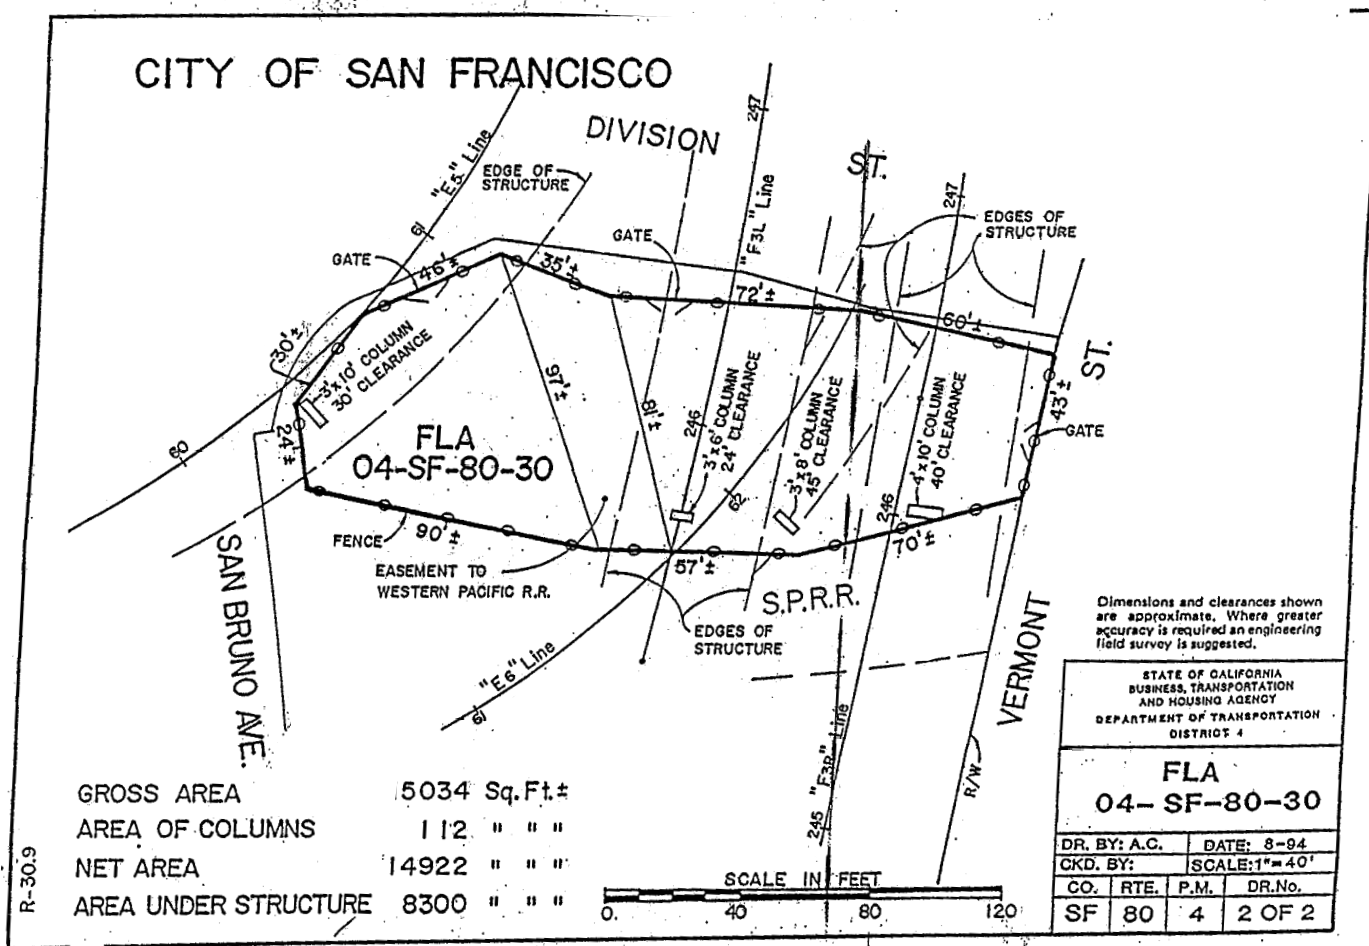 CITY OF SAN FRANCISCO
DIVISION
ST.
"E5" Line
EDGE OF
STRUCTURE
247
"F3L" Line
247
EDGES OF
STRUCTURE
61
GATE
46'±
35'±
GATE
72'±
60'±
30'±
3'x10' COLUMN
30' CLEARANCE
ST.
43'±
GATE
97'±
81'±
246
3'x6' COLUMN
24' CLEARANCE
3'x8' COLUMN
45' CLEARANCE
4'x10' COLUMN
40' CLEARANCE
24'±
60
FLA
04-SF-80-30
62
246
FENCE
90'±
57'±
70'±
EASEMENT TO
WESTERN PACIFIC R.R.
S.P.R.R.
EDGES OF
STRUCTURE
SAN BRUNO AVE.
"E6" Line
61
VERMONT
"F3R" Line
245
R/W
Dimensions and clearances shown
are approximate. Where greater
accuracy is required an engineering
field survey is suggested.
STATE OF CALIFORNIA
BUSINESS, TRANSPORTATION
AND HOUSING AGENCY
DEPARTMENT OF TRANSPORTATION
DISTRICT 4
FLA
04-SF-80-30
DR. BY: A.C. DATE: 8-94
CKD. BY: SCALE: 1"=40'
CO. RTE. P.M. DR.No.
SF 80 4 2 OF 2
GROSS AREA 15034 Sq.Ft.±
AREA OF COLUMNS 112 " " "
NET AREA 14922 " " "
AREA UNDER STRUCTURE 8300 " " "
SCALE IN FEET
0 40 80 120
R-30.9